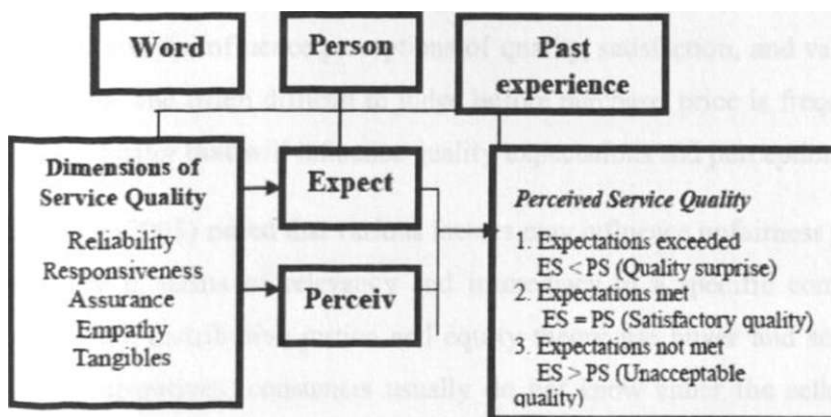 Word
Person
Past
experience
Dimensions of
Service Quality
Reliability
Responsiveness
Assurance
Empathy
Tangibles
Expect
Perceiv
Perceived Service Quality
1. Expectations exceeded
ES < PS (Quality surprise)
2. Expectations met
ES = PS (Satisfactory quality)
3. Expectations not met
ES > PS (Unacceptable
quality)